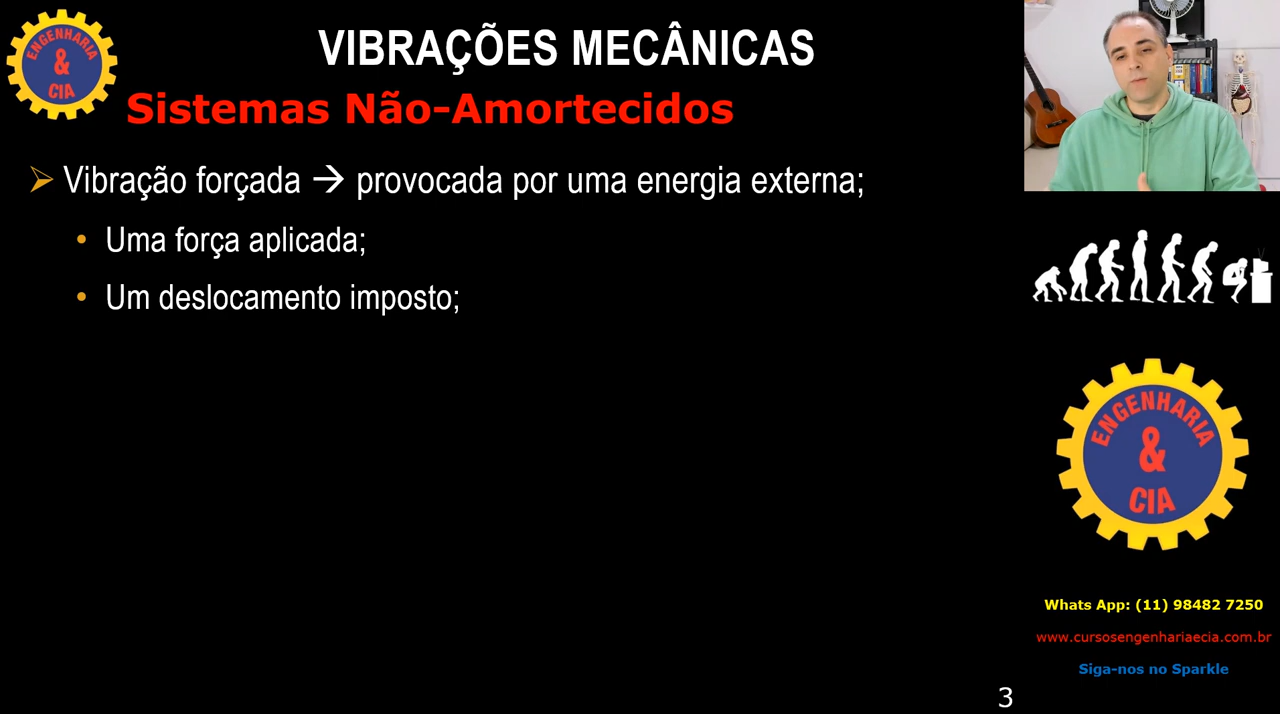 ENGENHARIA
&
CIA
VIBRAÇÕES MECÂNICAS
Sistemas Não-Amortecidos
➢ Vibração forçada → provocada por uma energia externa;
• Uma força aplicada;
• Um deslocamento imposto;
ENGENHARIA
&
CIA
Whats App: (11) 98482 7250
www.cursosengenhariaecia.com.br
Siga-nos no Sparkle
3